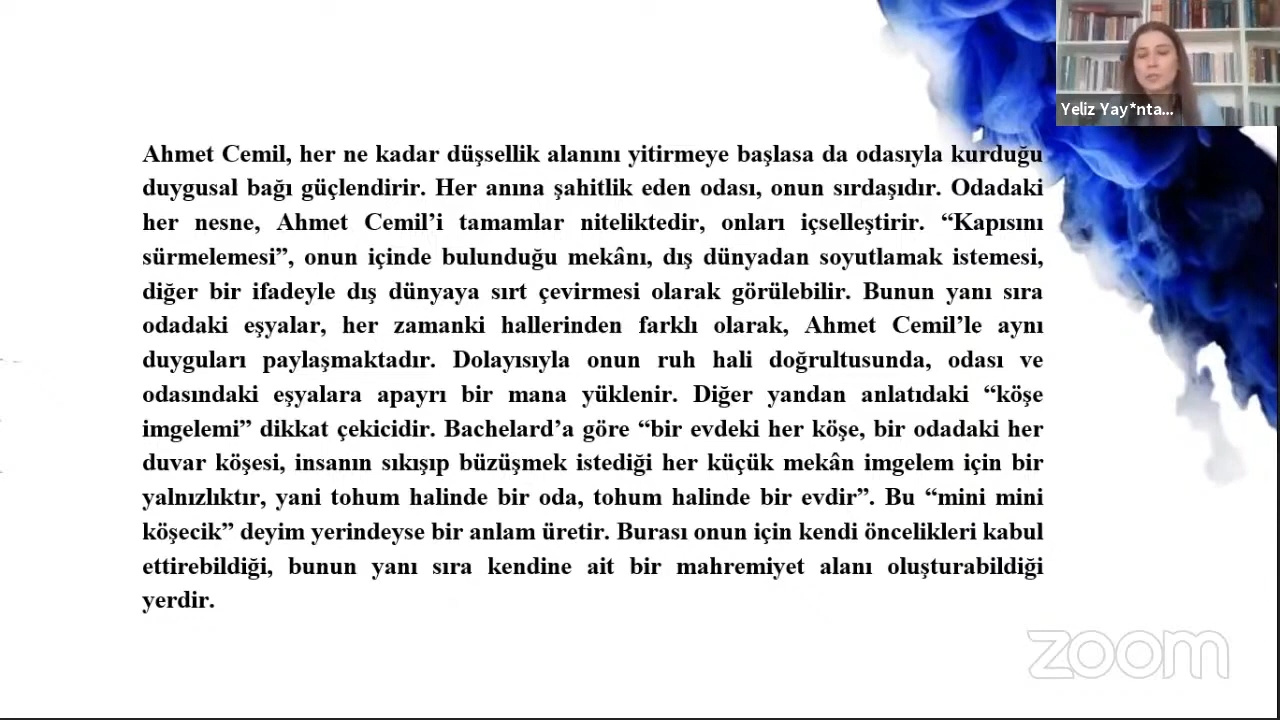 Yeliz Yay*nta...
Ahmet Cemil, her ne kadar düşsellik alanını yitirmeye başlasa da odasıyla kurduğu
duygusal bağı güçlendirir. Her anına şahitlik eden odası, onun sırdaşıdır. Odadaki
her nesne, Ahmet Cemil’i tamamlar niteliktedir, onları içselleştirir. “Kapısını
sürmelemesi”, onun içinde bulunduğu mekânı, dış dünyadan soyutlamak istemesi,
diğer bir ifadeyle dış dünyaya sırt çevirmesi olarak görülebilir. Bunun yanı sıra
odadaki eşyalar, her zamanki hallerinden farklı olarak, Ahmet Cemil’le aynı
duyguları paylaşmaktadır. Dolayısıyla onun ruh hali doğrultusunda, odası ve
odasındaki eşyalara apayrı bir mana yüklenir. Diğer yandan anlatıdaki “köşe
imgelemi” dikkat çekicidir. Bachelard’a göre “bir evdeki her köşe, bir odadaki her
duvar köşesi, insanın sıkışıp büzüşmek istediği her küçük mekân imgelem için bir
yalnızlıktır, yani tohum halinde bir oda, tohum halinde bir evdir”. Bu “mini mini
köşecik” deyim yerindeyse bir anlam üretir. Burası onun için kendi öncelikleri kabul
ettirebildiği, bunun yanı sıra kendine ait bir mahremiyet alanı oluşturabildiği
yerdir.
zoom